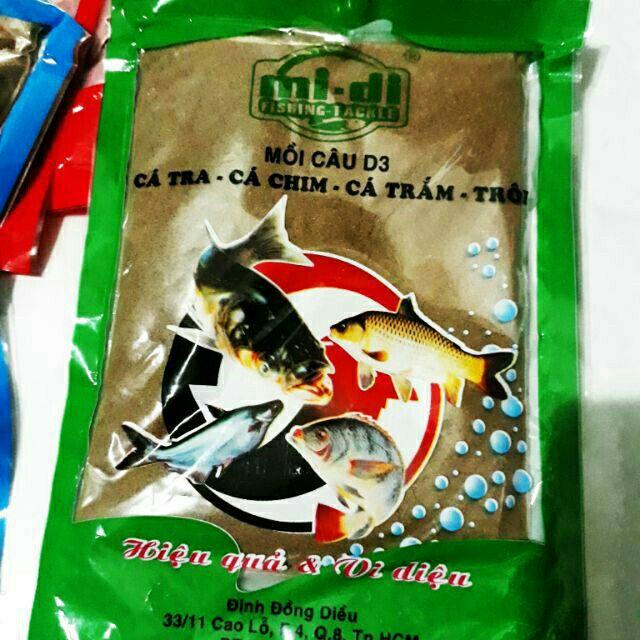 mi-di
®
FISHING-TACKLE
MỒI CÂU D3
CÁ TRA - CÁ CHIM - CÁ TRẮM - TRÔI
Hiệu quả & Vi diệu
Định Đồng Diều
33/11 Cao Lỗ, F.4, Q.8, Tp.HCM